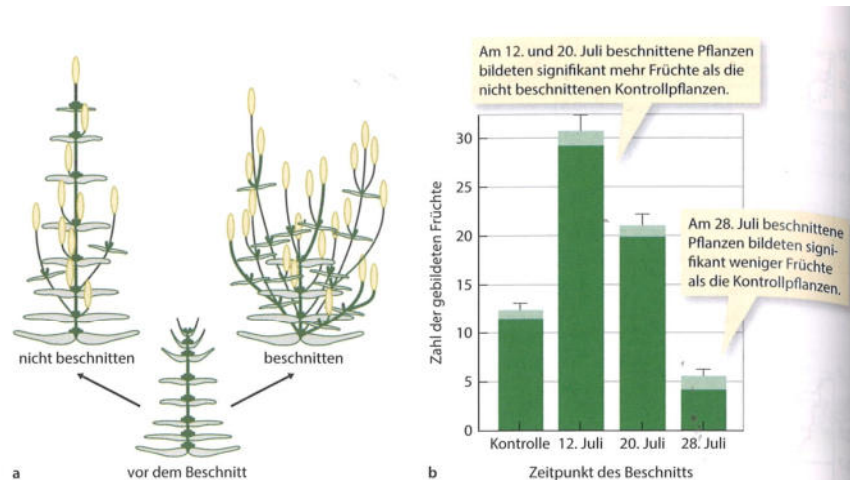 nicht beschnitten
beschnitten
a
vor dem Beschnitt
Am 12. und 20. Juli beschnittene Pflanzen
bildeten signifikant mehr Früchte als die
nicht beschnittenen Kontrollpflanzen.
Am 28. Juli beschnittene
Pflanzen bildeten signi-
fikant weniger Früchte
als die Kontrollpflanzen.
Zahl der gebildeten Früchte
30
25
20
15
10
5
0
Kontrolle 12. Juli 20. Juli 28. Juli
b
Zeitpunkt des Beschnitts